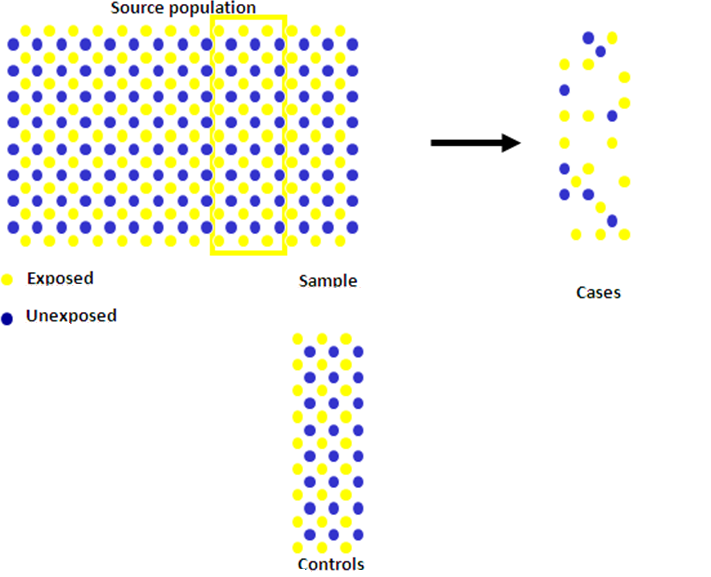 Source population
Exposed
Sample
Cases
Unexposed
Controls